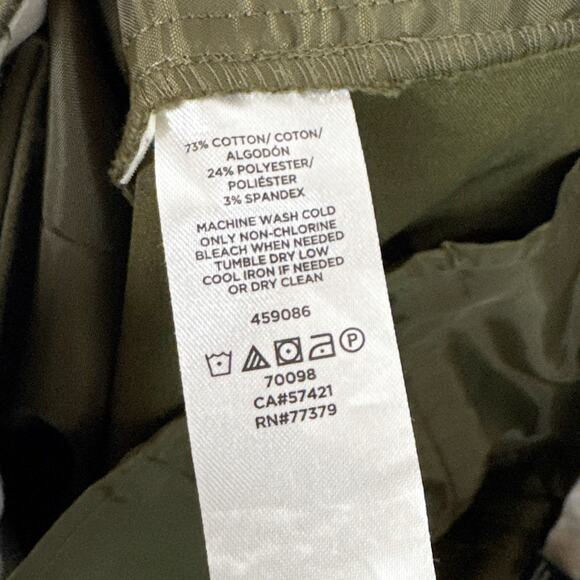 73% COTTON/ COTON/
ALGODÓN
24% POLYESTER/
POLIÉSTER
3% SPANDEX
MACHINE WASH COLD
ONLY NON-CHLORINE
BLEACH WHEN NEEDED
TUMBLE DRY LOW
COOL IRON IF NEEDED
OR DRY CLEAN
459086
P
70098
CA#57421
RN#77379